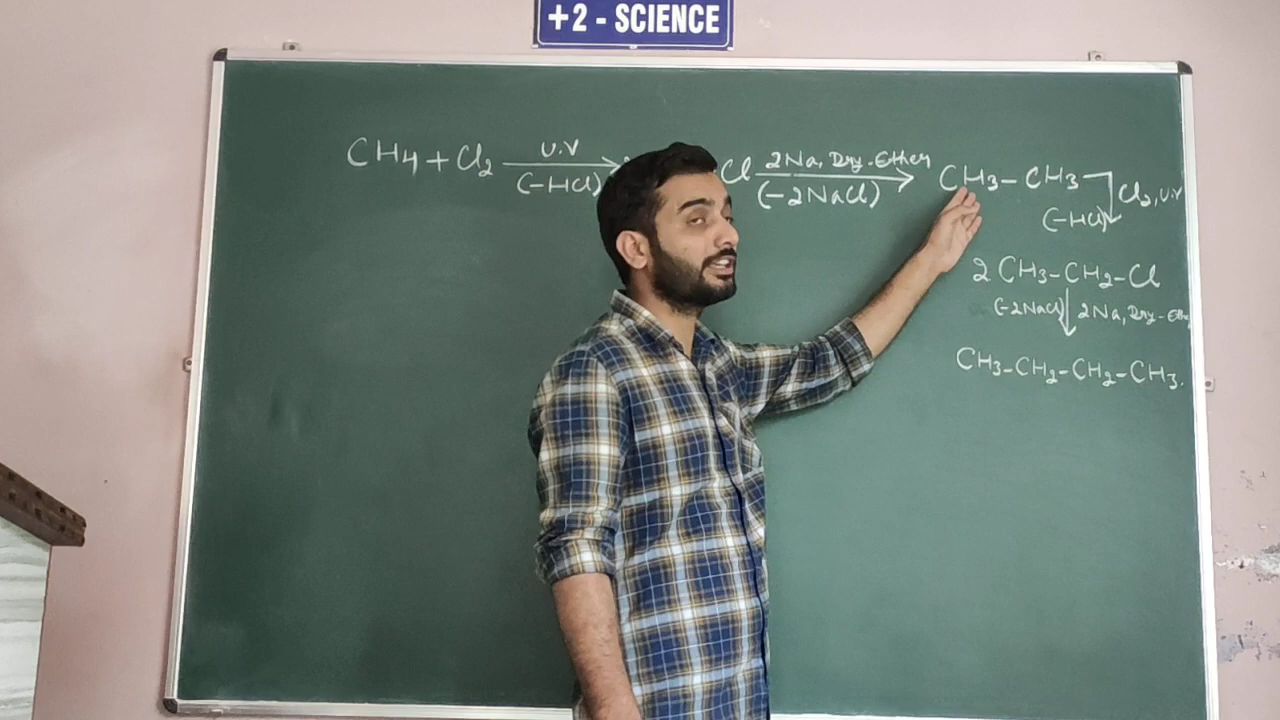 +2 - SCIENCE
CH4 + Cl2 U.V (-HCl) Cl 2Na, Dry-Ether (-2NaCl) CH3 - CH3
Cl2, U.V
(-HCl)
2 CH3-CH2-Cl
(-2NaCl) 2Na, Dry-Ethe
CH3-CH2-CH2-CH3.